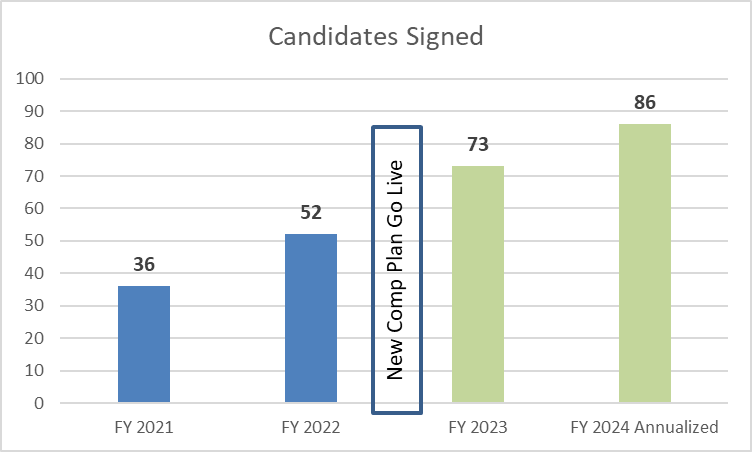 Candidates Signed
100
90
80
70
60
50
40
30
20
10
0
36
52
New Comp Plan Go Live
73
86
FY 2021
FY 2022
FY 2023
FY 2024 Annualized